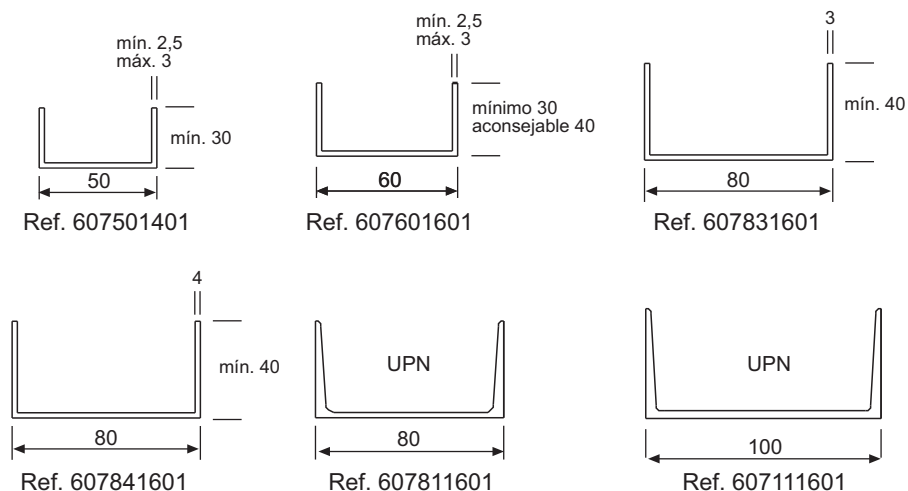 mín. 2,5
máx. 3
mín. 30
50
Ref. 607501401
mín. 2,5
máx. 3
mínimo 30
aconsejable 40
60
Ref. 607601601
3
mín. 40
80
Ref. 607831601
4
mín. 40
80
Ref. 607841601
UPN
80
Ref. 607811601
UPN
100
Ref. 607111601